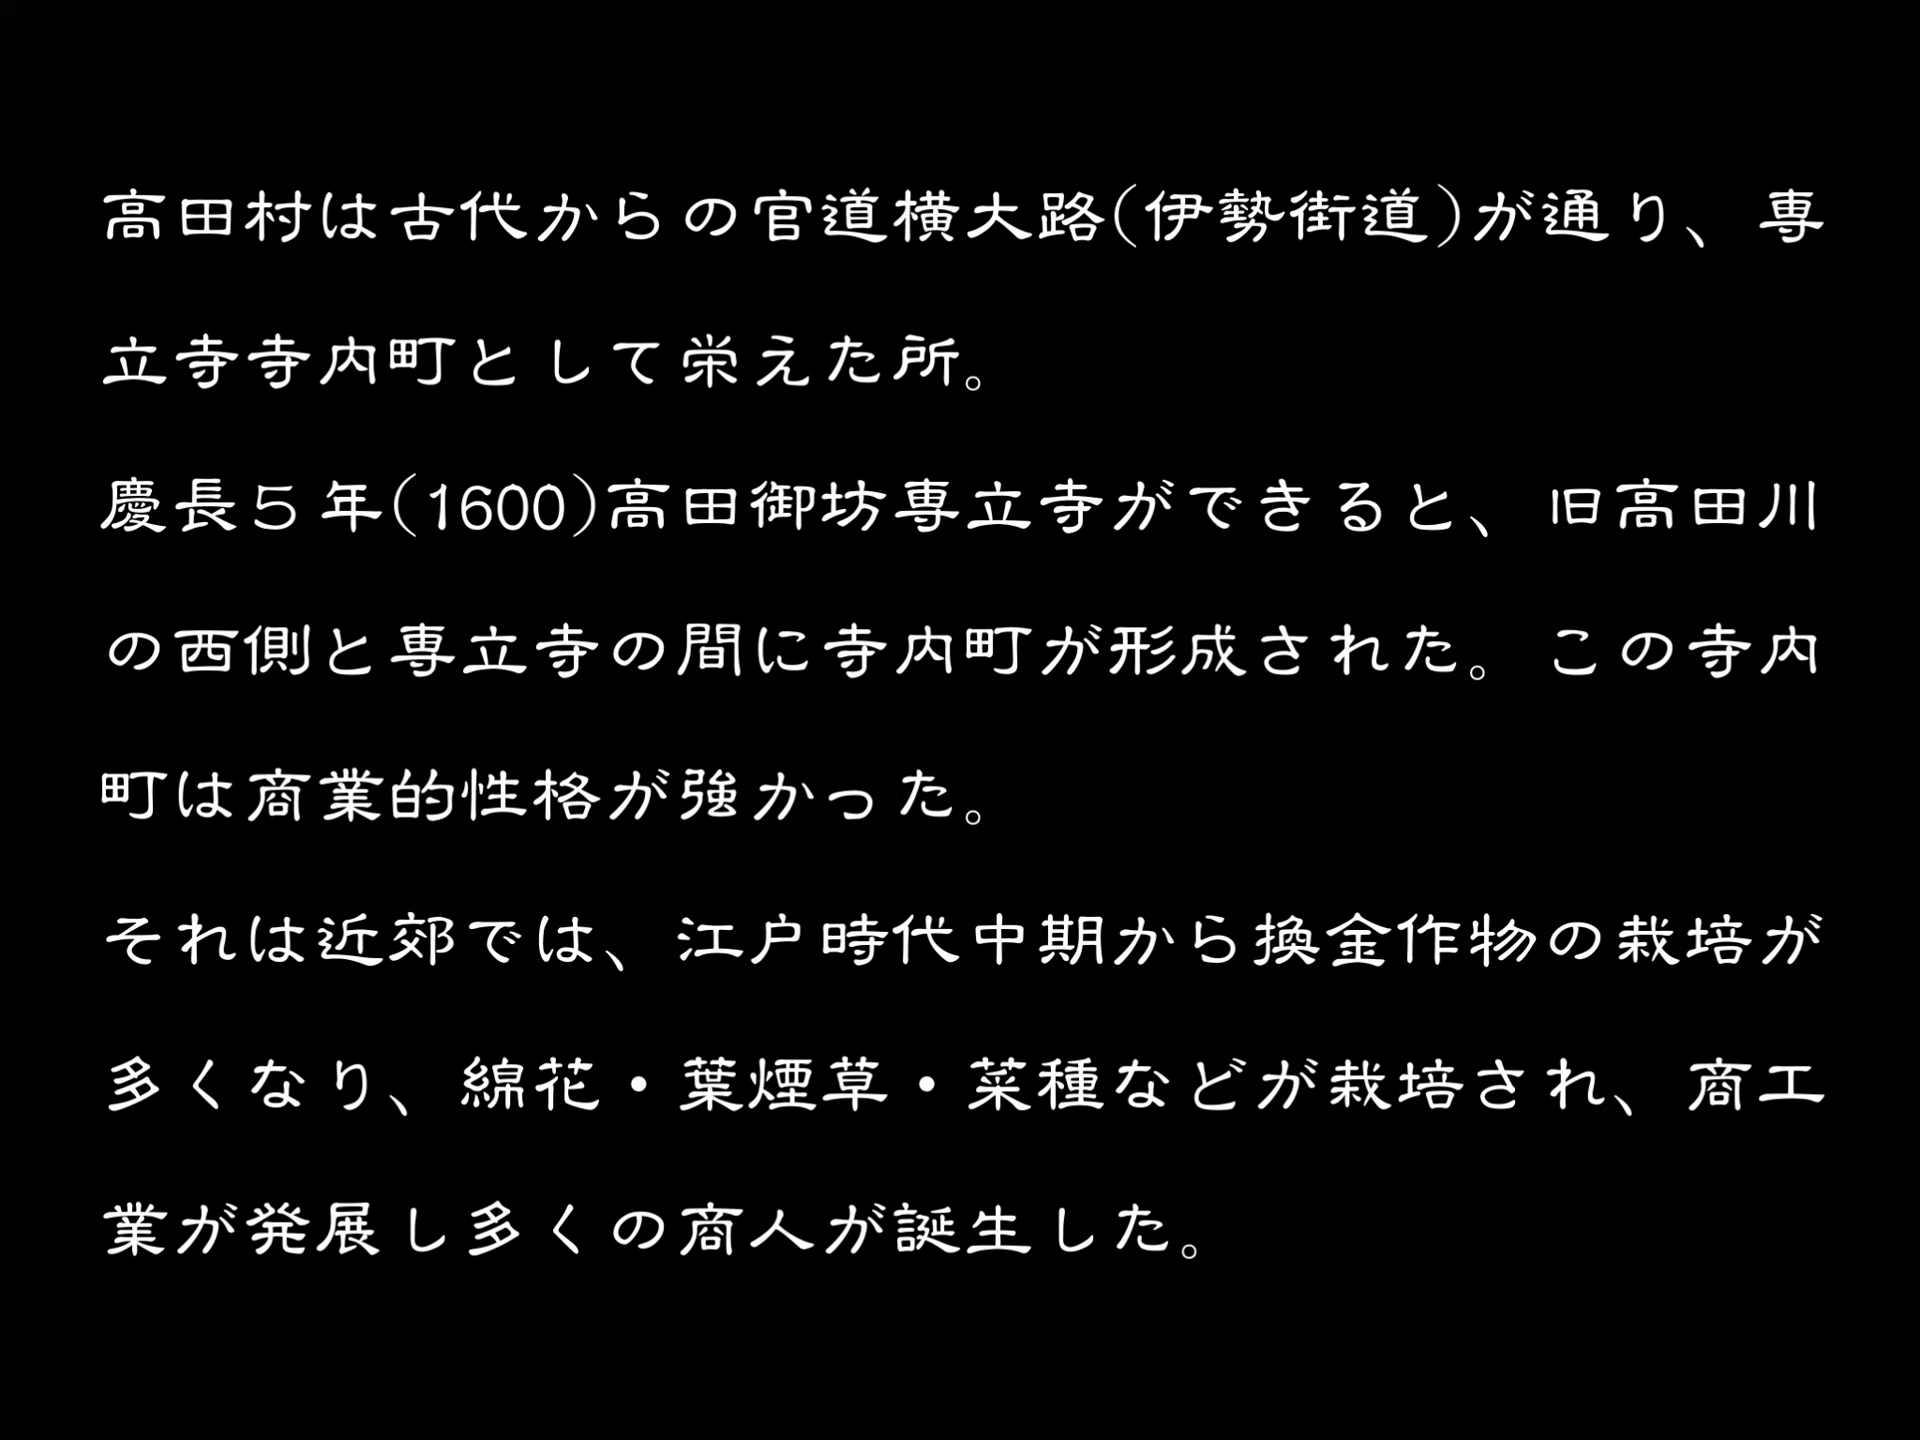 高田村は古代からの官道横大路(伊勢街道)が通り、専
立寺寺内町として栄えた所。
慶長５年(1600)高田御坊専立寺ができると、旧高田川
の西側と専立寺の間に寺内町が形成された。この寺内
町は商業的性格が強かった。
それは近郊では、江戸時代中期から換金作物の栽培が
多くなり、綿花・葉煙草・菜種などが栽培され、商工
業が発展し多くの商人が誕生した。